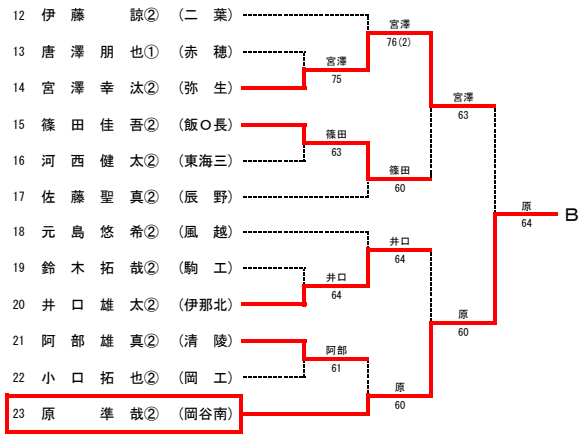 12 伊藤 諒② (二葉)
13 唐澤朋也① (赤穂)
14 宮澤幸汰② (弥生)
15 篠田佳吾② (飯O長)
16 河西健太② (東海三)
17 佐藤聖真② (辰野)
18 元島悠希② (風越)
19 鈴木拓哉② (駒工)
20 井口雄太② (伊那北)
21 阿部雄真② (清陵)
22 小口拓也② (岡工)
23 原 準哉② (岡谷南)
宮澤
75
篠田
63
井口
64
阿部
61
宮澤
76(2)
篠田
60
井口
64
原
60
宮澤
63
原
60
原
64
B